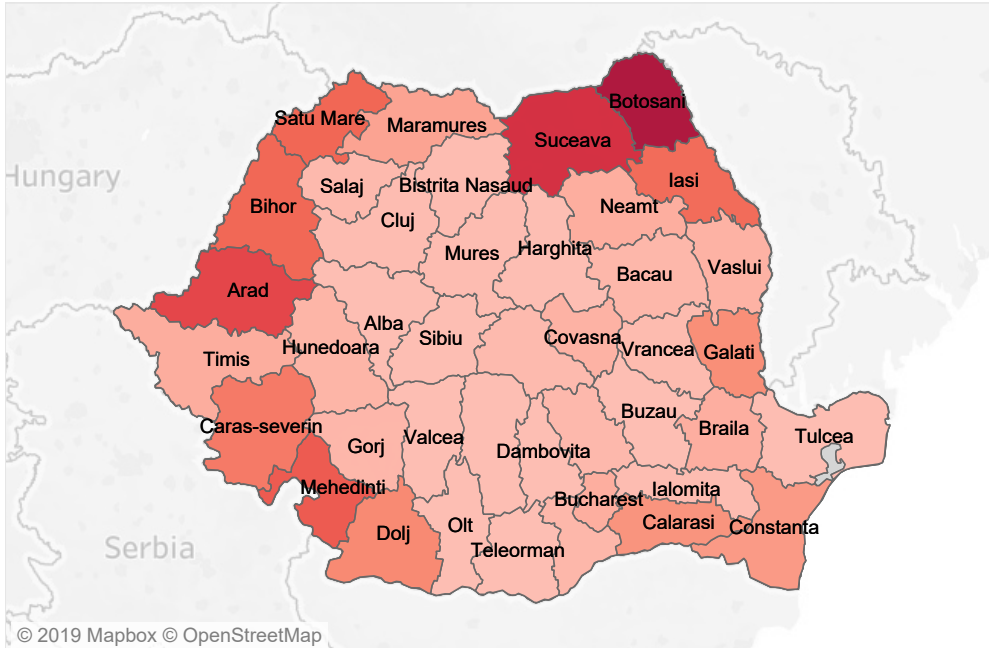 Botosani
Satu Mare
Maramures
Suceava
Iasi
Salaj
Bistrita Nasaud
Bihor
Neamt
Cluj
Mures
Harghita
Bacau
Vaslui
Arad
Alba
Sibiu
Covasna
Vrancea
Galati
Timis
Hunedoara
Caras-severin
Gorj
Valcea
Dambovita
Buzau
Braila
Tulcea
Mehedinti
Bucharest
Ialomita
Dolj
Olt
Teleorman
Calarasi
Constanta
Hungary
Serbia
© 2019 Mapbox © OpenStreetMap